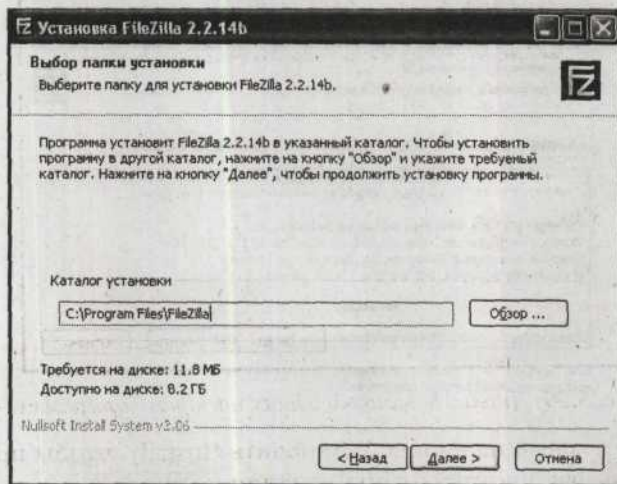 FZ Установка FileZilla 2.2.14b
Выбор папки установки
Выберите папку для установки FileZilla 2.2.14b.
FZ
Программа установит FileZilla 2.2.14b в указанный каталог. Чтобы установить
программу в другой каталог, нажмите на кнопку "Обзор" и укажите требуемый
каталог. Нажмите на кнопку "Далее", чтобы продолжить установку программы.
Каталог установки
C:\Program Files\FileZilla
Обзор ...
Требуется на диске: 11.8 МБ
Доступно на диске: 8.2 ГБ
Nullsoft Install System v2.06
< Назад
Далее >
Отмена